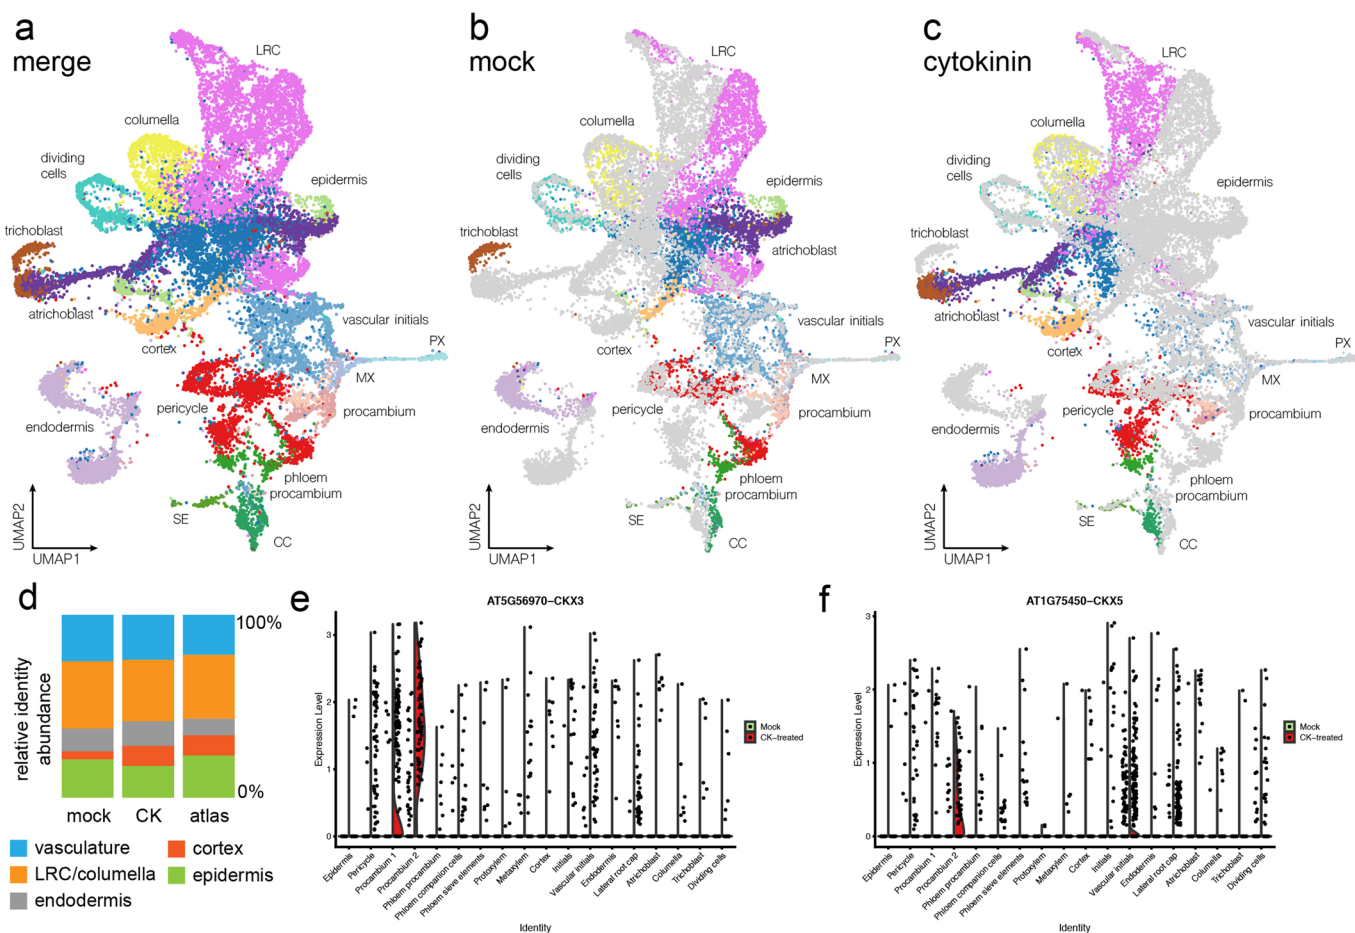 a
merge
LRC
columella
dividing
cells
epidermis
trichoblast
atrichoblast
cortex
vascular initials
PX
MX
pericycle
procambium
endodermis
phloem
procambium
SE
CC
UMAP2
UMAP1
b
mock
LRC
columella
dividing
cells
epidermis
trichoblast
atrichoblast
vascular initials
cortex
PX
MX
pericycle
procambium
endodermis
phloem
procambium
SE
CC
UMAP2
UMAP1
c
cytokinin
LRC
columella
dividing
cells
epidermis
trichoblast
atrichoblast
vascular initials
cortex
PX
MX
pericycle
procambium
endodermis
phloem
procambium
SE
CC
UMAP2
UMAP1
d
relative identity
abundance
100%
0%
mock CK atlas
vasculature
cortex
LRC/columella
epidermis
endodermis
e
AT5G56970–CKX3
Expression Level
3
2
1
0
Epidermis
Pericycle
Procambium 1
Procambium 2
Phloem procambium
Phloem companion cells
Phloem sieve elements
Protoxylem
Metaxylem
Cortex
Initials
Vascular initials
Endodermis
Lateral root cap
Atrichoblast
Columella
Trichoblast
Dividing cells
Identity
Mock
CK–treated
f
AT1G75450–CKX5
Expression Level
3
2
1
0
Epidermis
Pericycle
Procambium 1
Procambium 2
Phloem procambium
Phloem companion cells
Phloem sieve elements
Protoxylem
Metaxylem
Cortex
Initials
Vascular initials
Endodermis
Lateral root cap
Atrichoblast
Columella
Trichoblast
Dividing cells
Identity
Mock
CK–treated